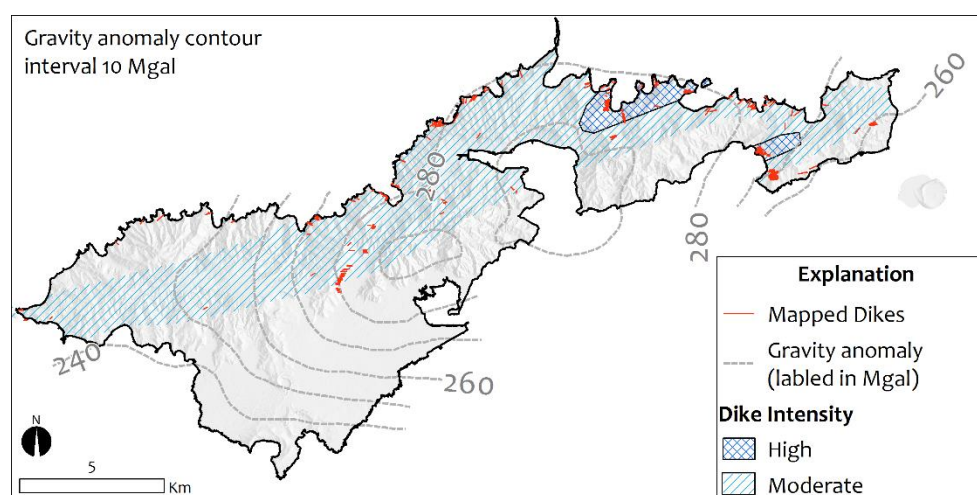 Gravity anomaly contour
interval 10 Mgal
260
280
280
240
260
N
5
Km
Explanation
Mapped Dikes
Gravity anomaly
(labled in Mgal)
Dike Intensity
High
Moderate